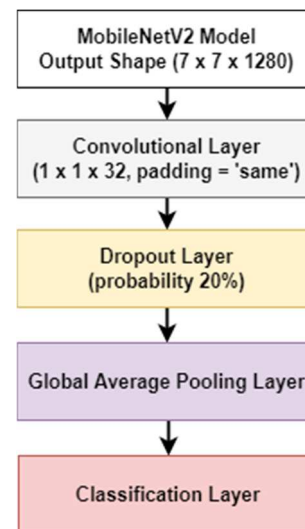 MobileNetV2 Model
Output Shape (7 x 7 x 1280)
Convolutional Layer
(1 x 1 x 32, padding = 'same')
Dropout Layer
(probability 20%)
Global Average Pooling Layer
Classification Layer